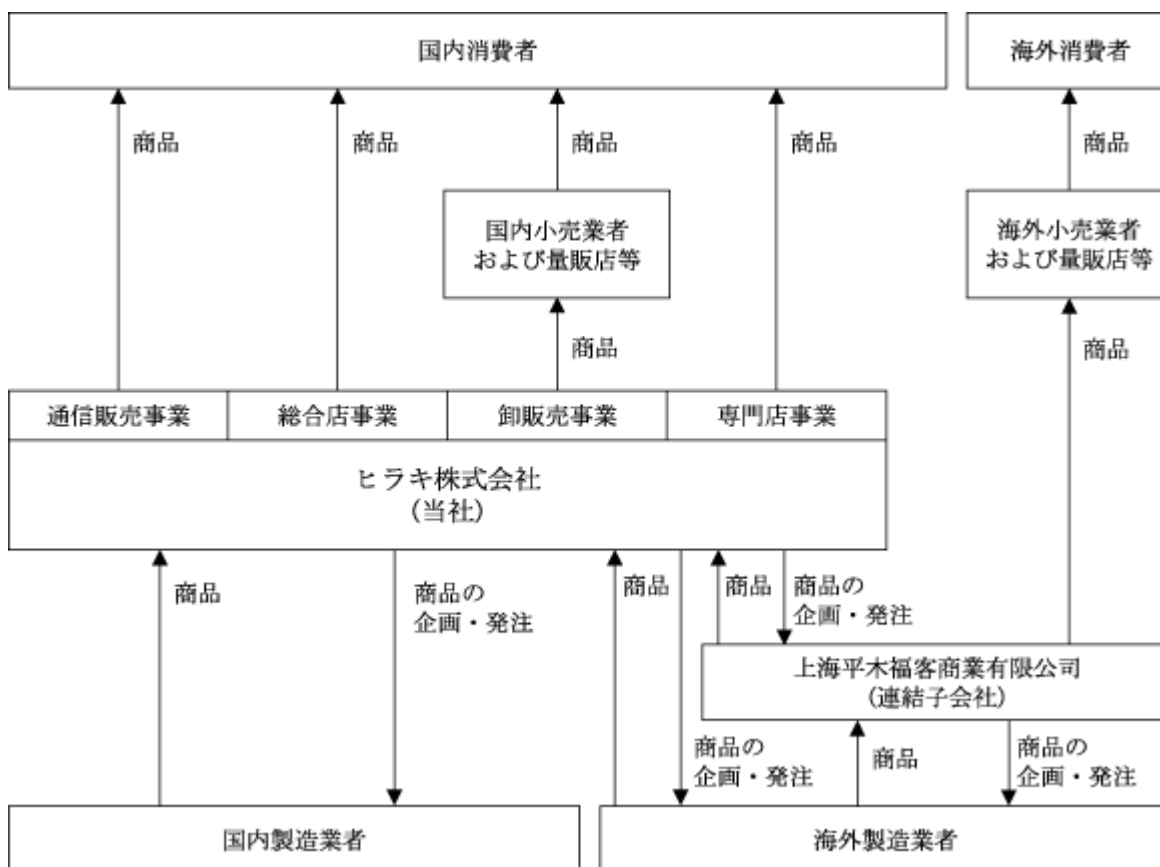 国内消費者
海外消費者
商品
商品
商品
商品
商品
国内小売業者
および量販店等
海外小売業者
および量販店等
商品
商品
通信販売事業
総合店事業
卸販売事業
専門店事業
ヒラキ株式会社
(当社)
商品
商品の
企画・発注
商品
商品
商品の
企画・発注
上海平木福客商業有限公司
(連結子会社)
商品の
企画・発注
商品
商品の
企画・発注
国内製造業者
海外製造業者